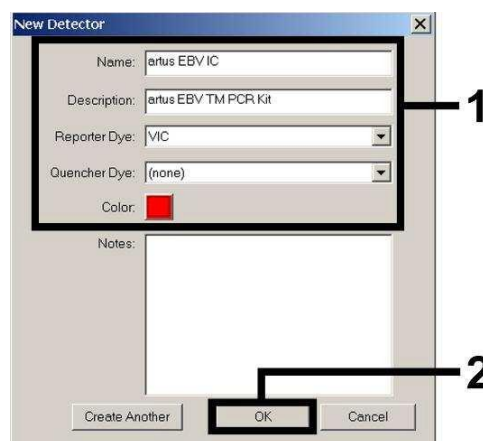 New Detector
Name: artus EBV IC
Description: artus EBV TM PCR Kit
1
Reporter Dye: VIC
Quencher Dye: (none)
Color:
Notes:
2
Create Another OK Cancel